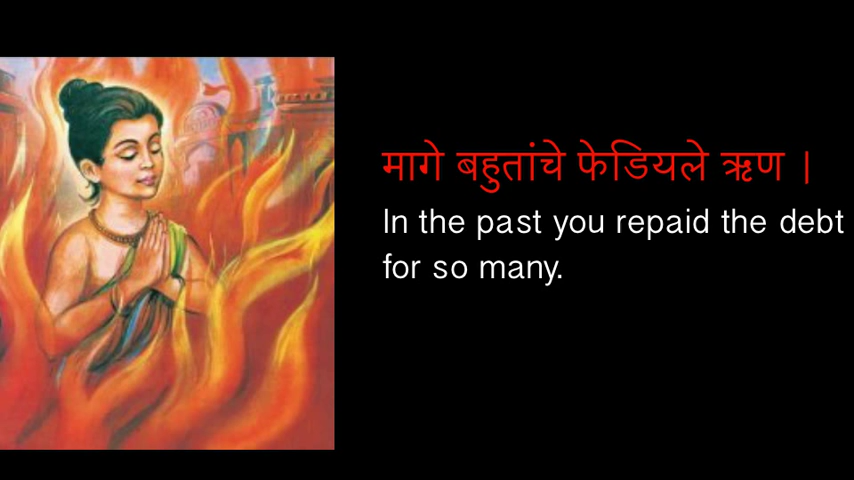 मागे बहुतांचे फेडियले ऋण |
In the past you repaid the debt
for so many.